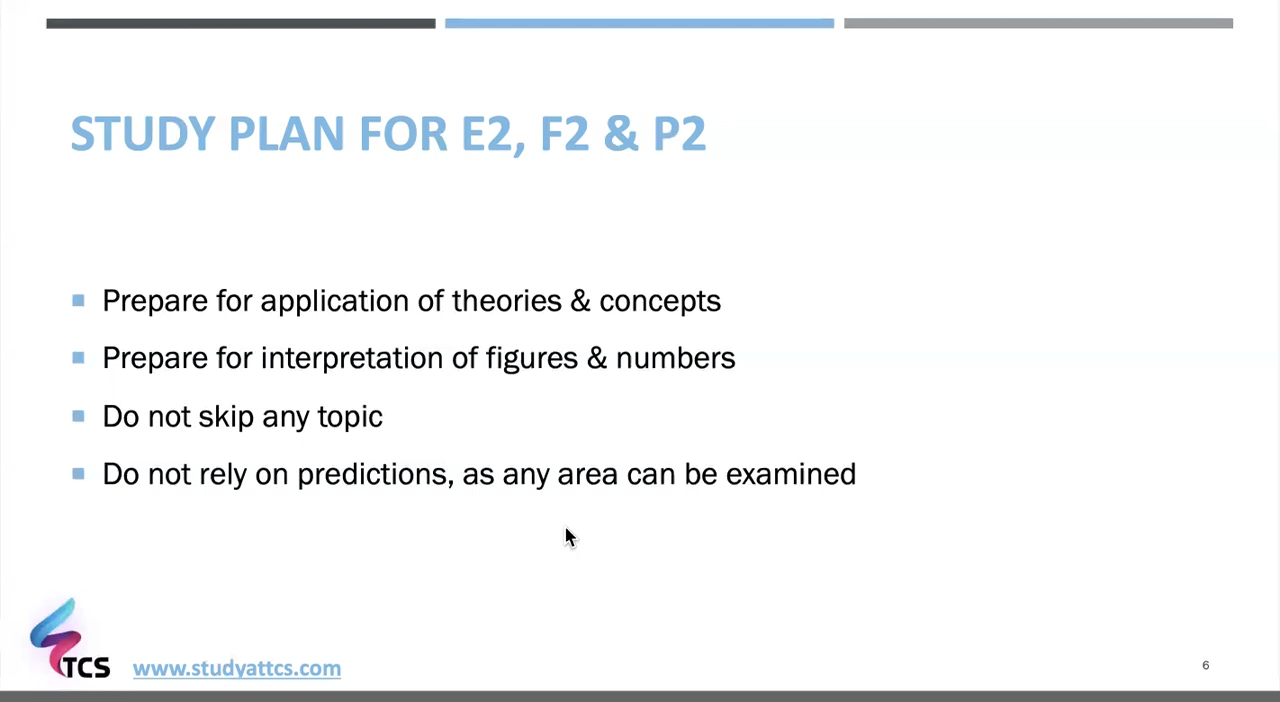 STUDY PLAN FOR E2, F2 & P2
Prepare for application of theories & concepts
Prepare for interpretation of figures & numbers
Do not skip any topic
Do not rely on predictions, as any area can be examined
TCS
www.studyattcs.com
6